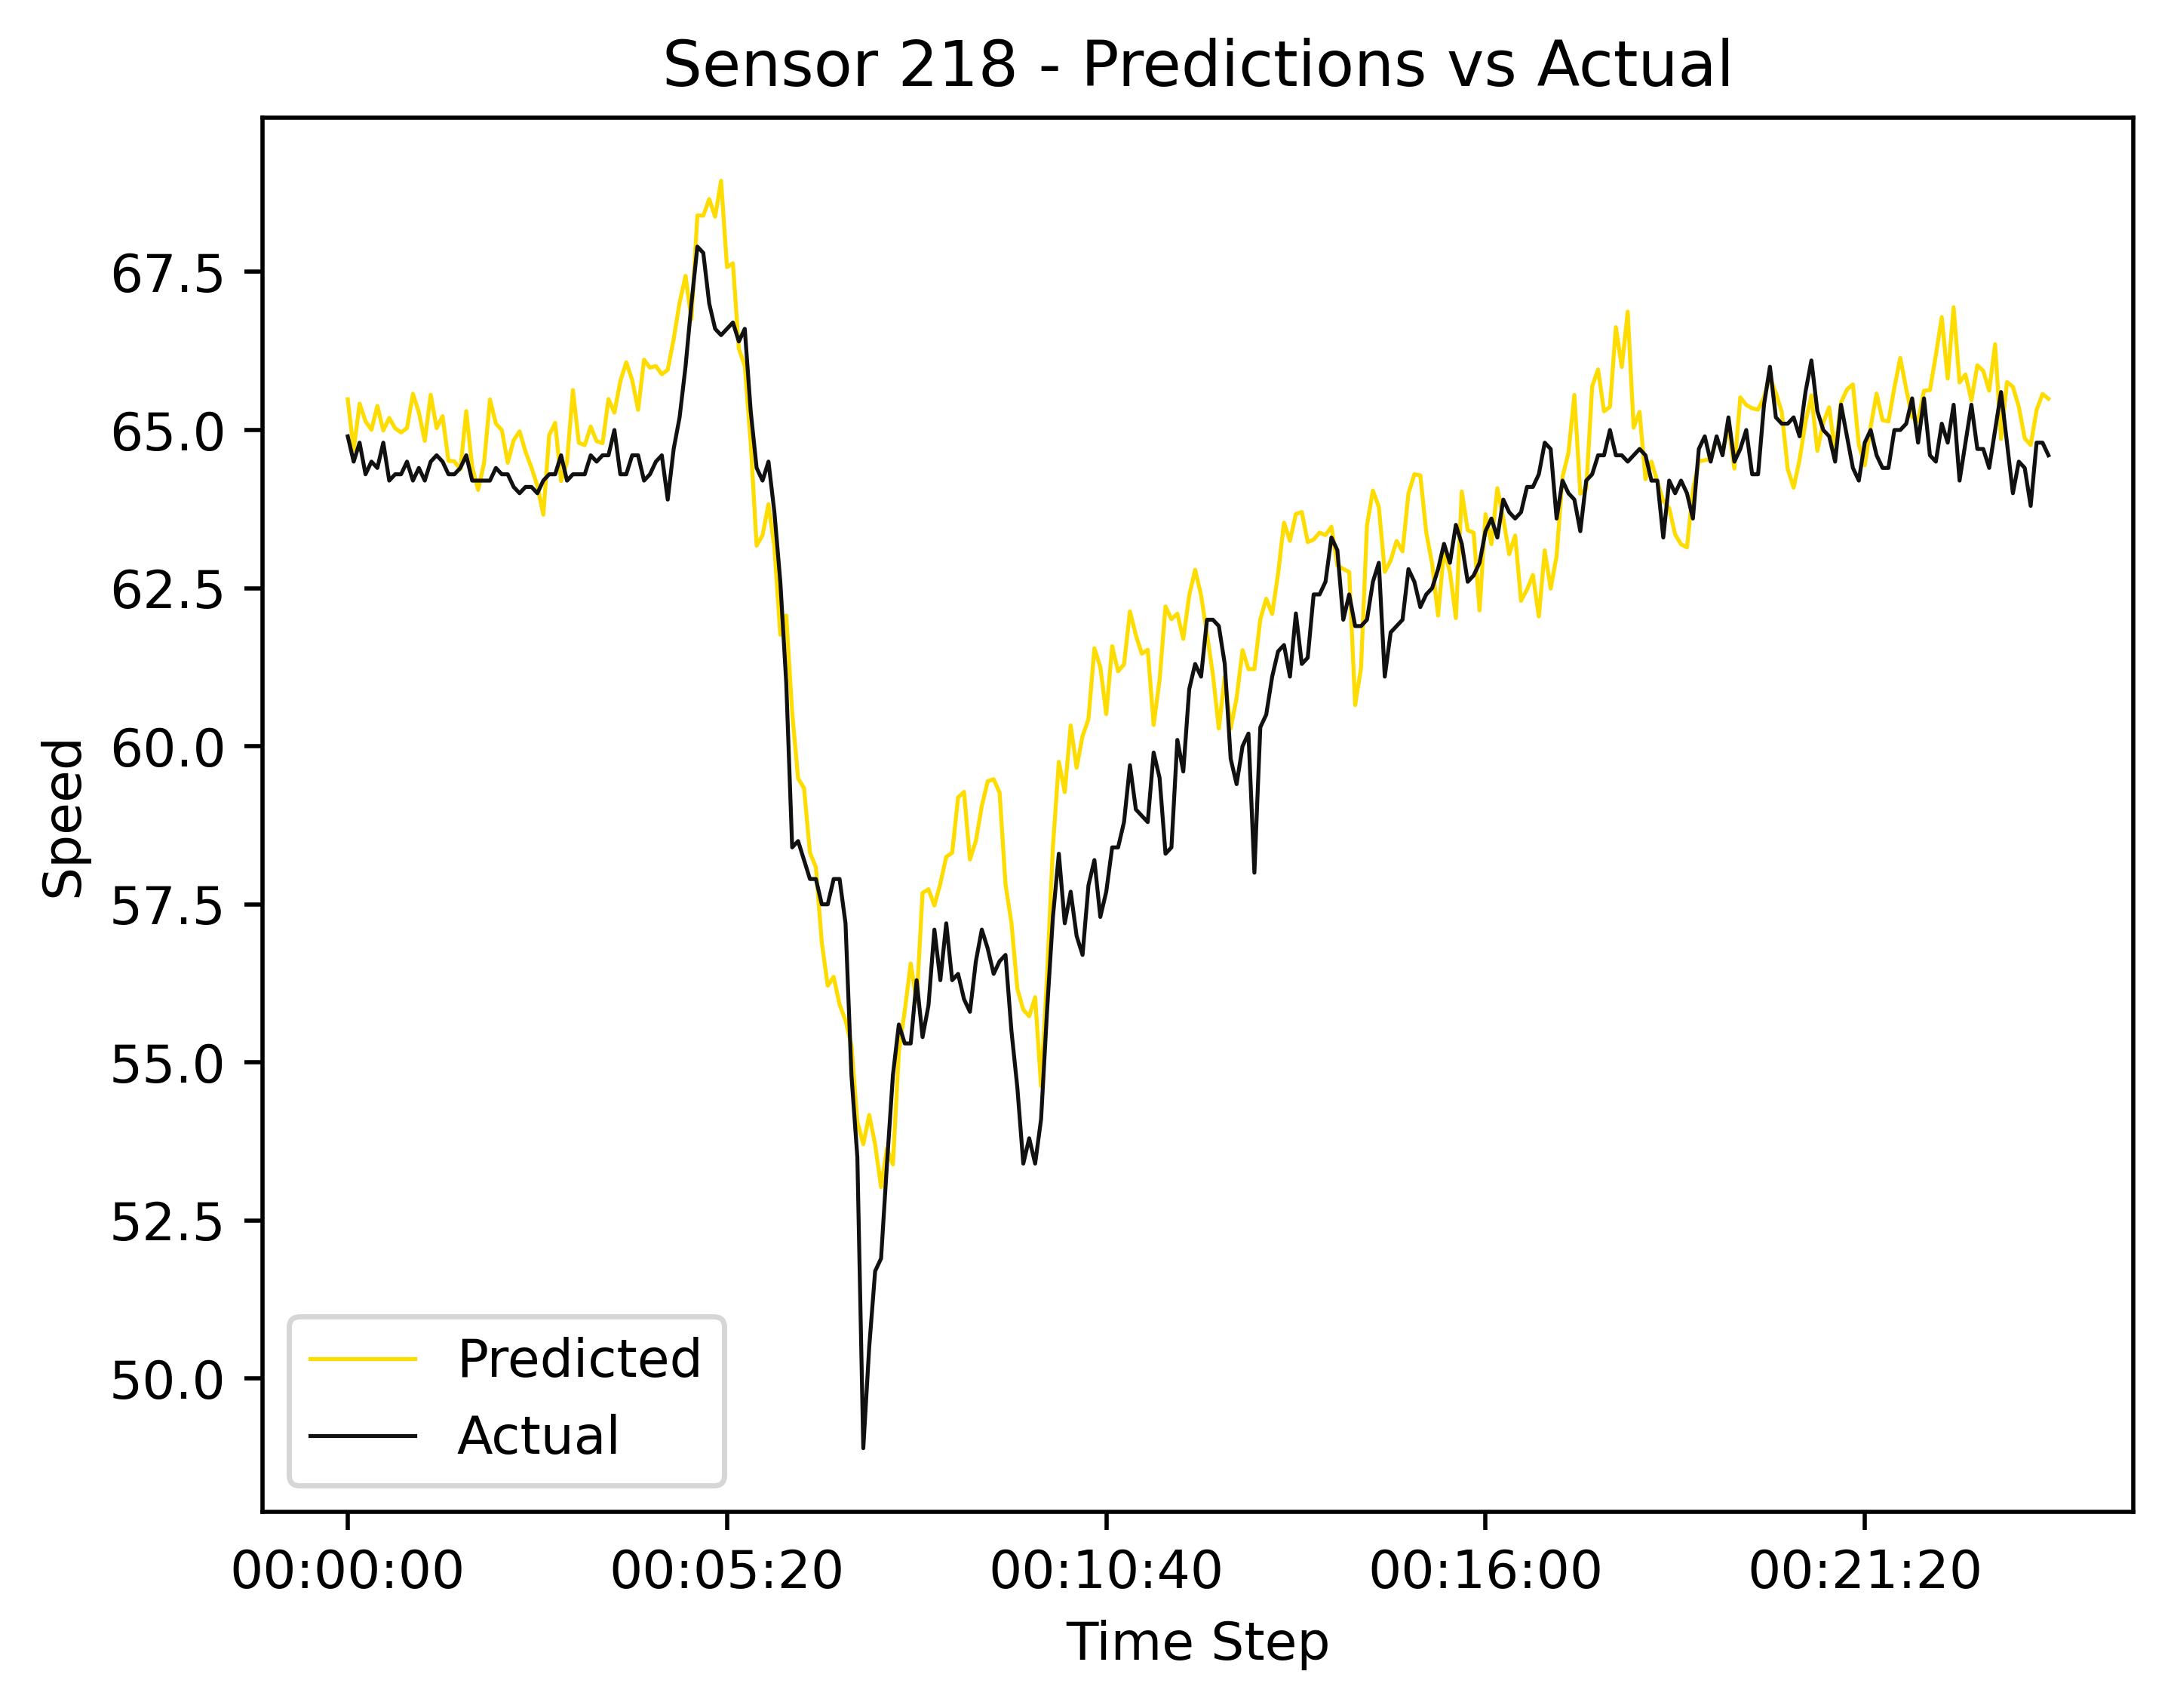 Sensor 218 - Predictions vs Actual
67.5
65.0
62.5
60.0
57.5
55.0
52.5
50.0
Speed
Predicted
Actual
00:00:00 00:05:20 00:10:40 00:16:00 00:21:20
Time Step